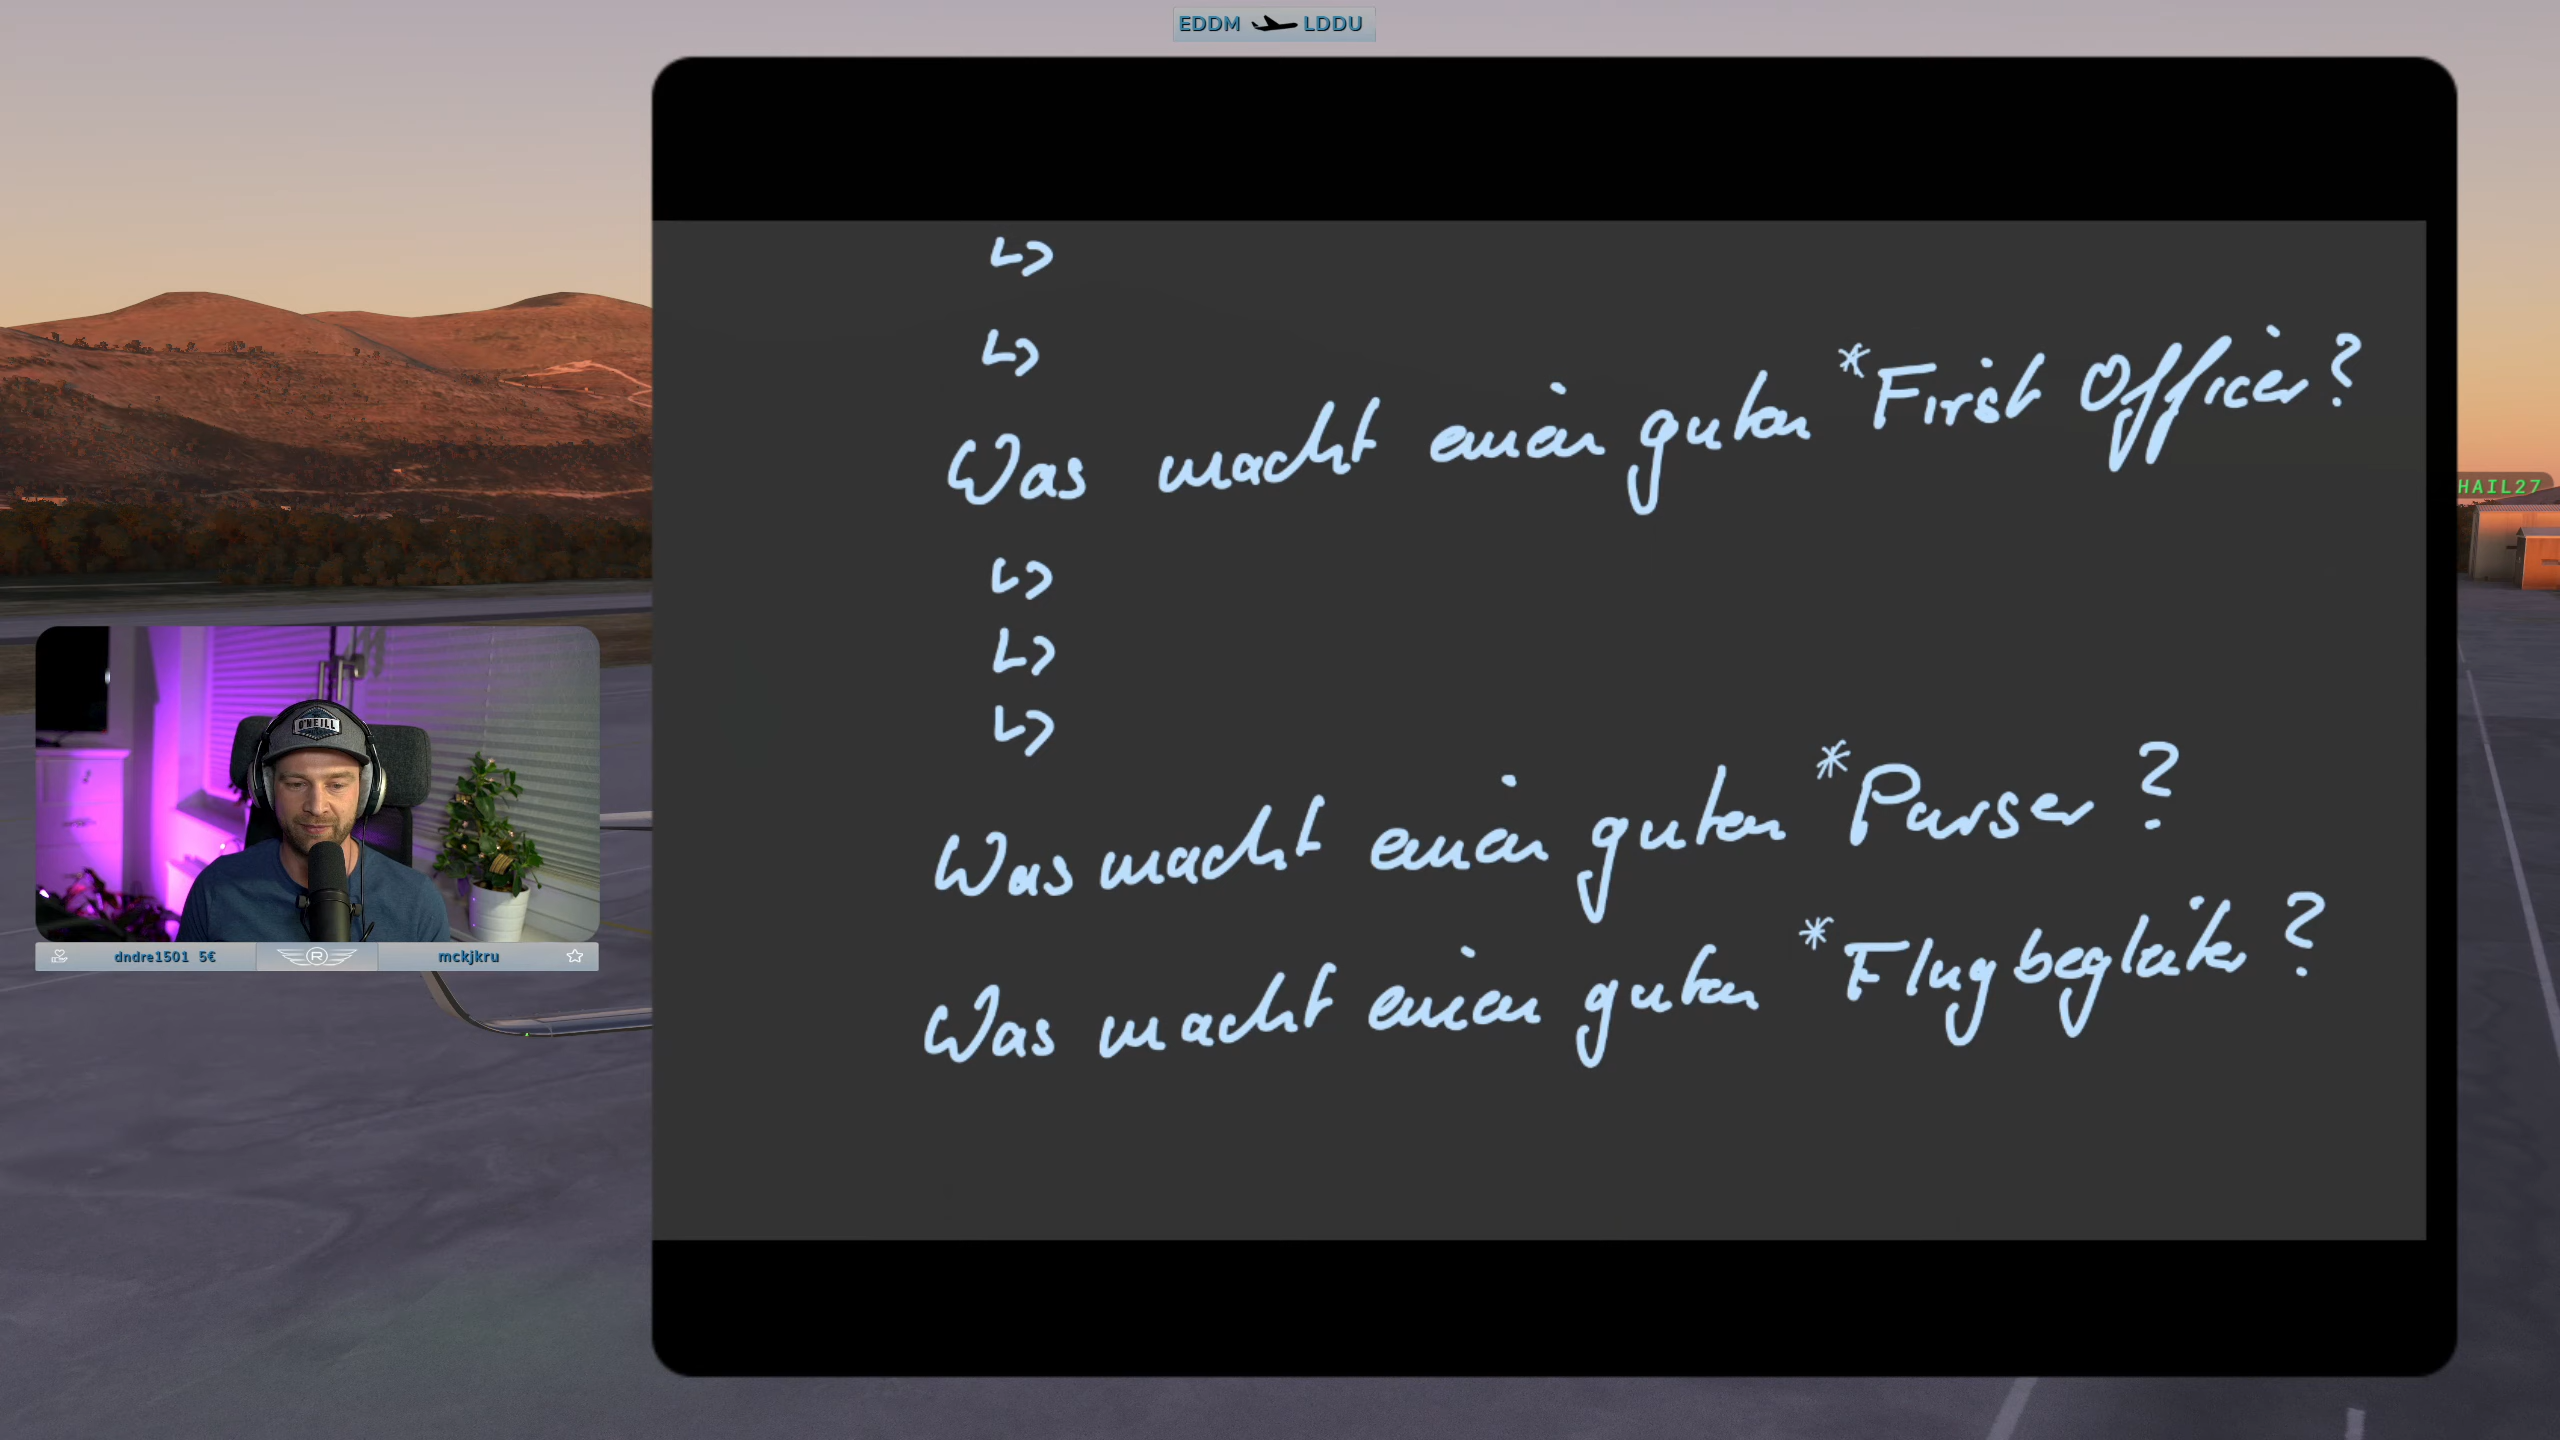 EDDM LDDU
↳
↳
Was macht einen guten *First Officer?
↳
↳
↳
Was macht einen guten *Purser?
Was macht einen guten *Flugbegleiter?
HAIL27
O'NEILL
dndre1501 5€
R
mckjkru